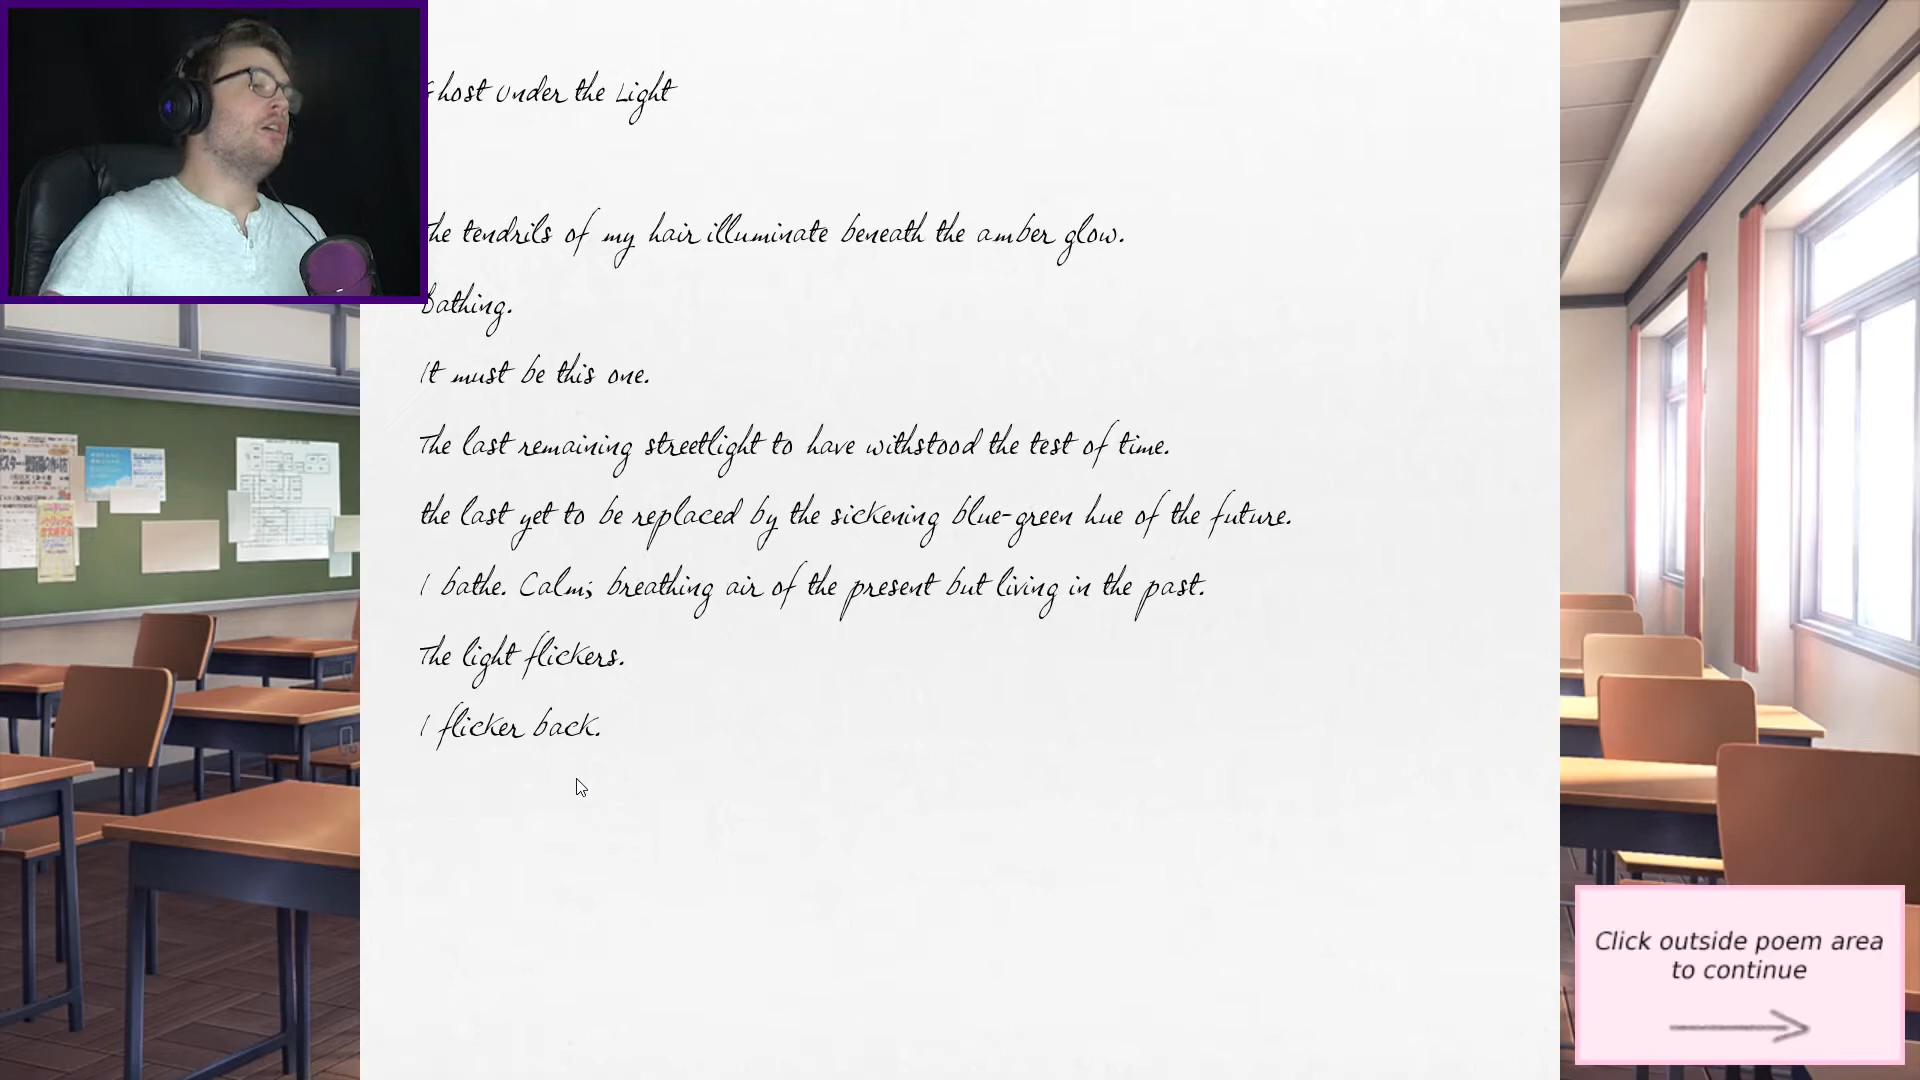 Ghost Under the Light
The tendrils of my hair illuminate beneath the amber glow.
Bathing.
It must be this one.
The last remaining streetlight to have withstood the test of time.
the last yet to be replaced by the sickening blue-green hue of the future.
I bathe. Calm; breathing air of the present but living in the past.
The light flickers.
I flicker back.
Click outside poem area
to continue